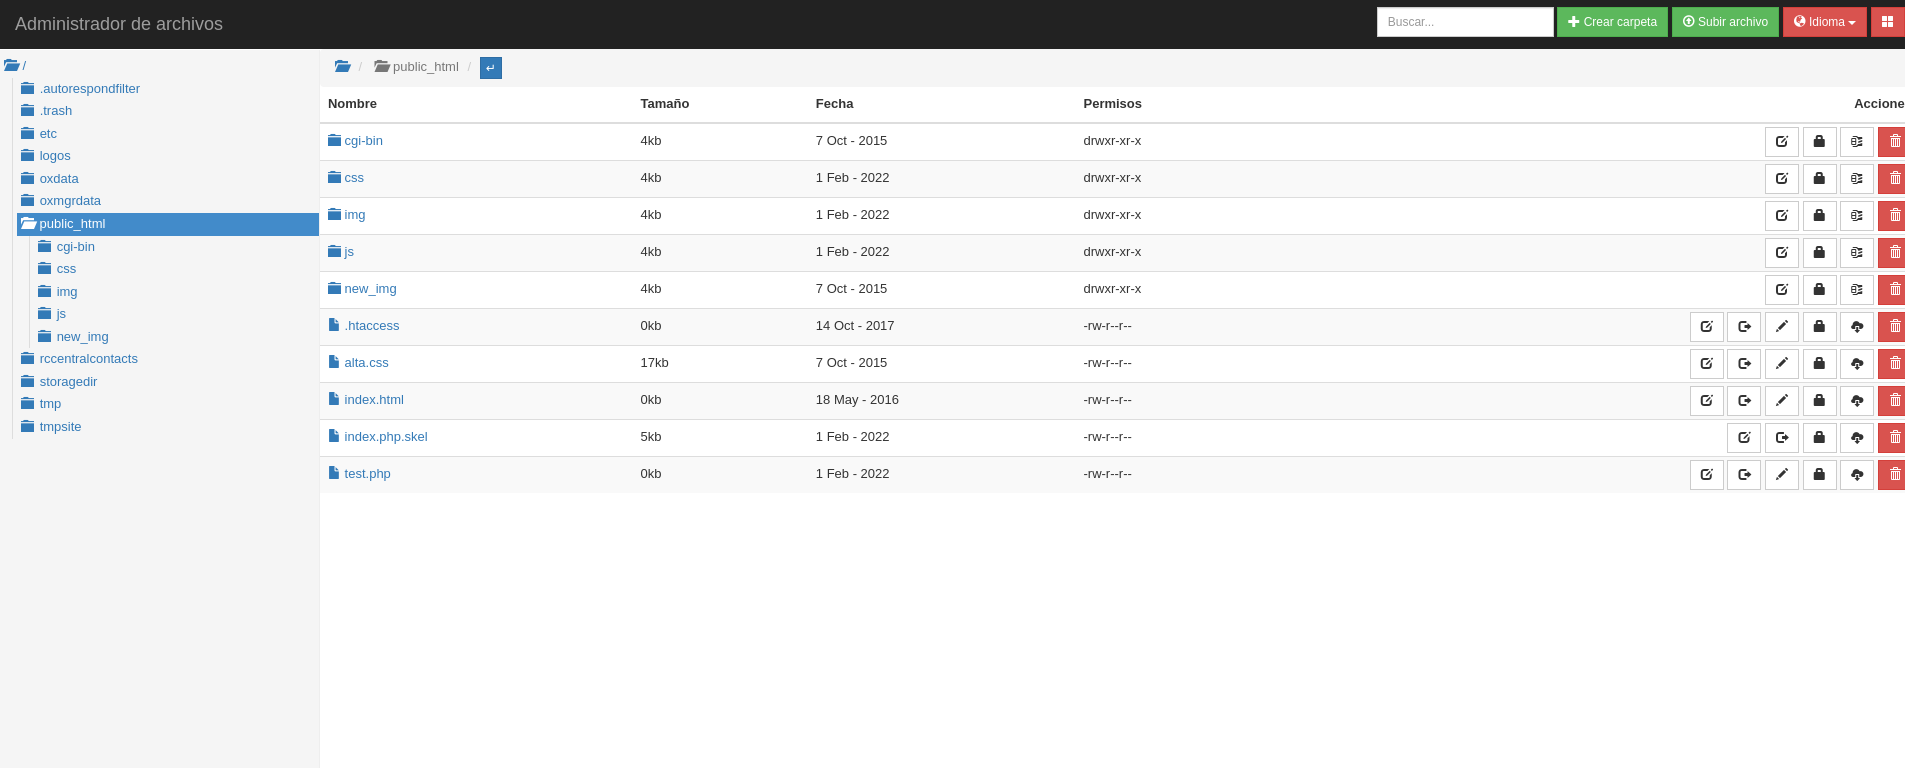 Administrador de archivos
Buscar... Crear carpeta Subir archivo Idioma
/
.autorespondfilter
.trash
etc
logos
oxdata
oxmgrdata
public_html
cgi-bin
css
img
js
new_img
rccentralcontacts
storagedir
tmp
tmpsite
/ public_html /
Nombre Tamaño Fecha Permisos Accione
cgi-bin 4kb 7 Oct - 2015 drwxr-xr-x
css 4kb 1 Feb - 2022 drwxr-xr-x
img 4kb 1 Feb - 2022 drwxr-xr-x
js 4kb 1 Feb - 2022 drwxr-xr-x
new_img 4kb 7 Oct - 2015 drwxr-xr-x
.htaccess 0kb 14 Oct - 2017 -rw-r--r--
alta.css 17kb 7 Oct - 2015 -rw-r--r--
index.html 0kb 18 May - 2016 -rw-r--r--
index.php.skel 5kb 1 Feb - 2022 -rw-r--r--
test.php 0kb 1 Feb - 2022 -rw-r--r--